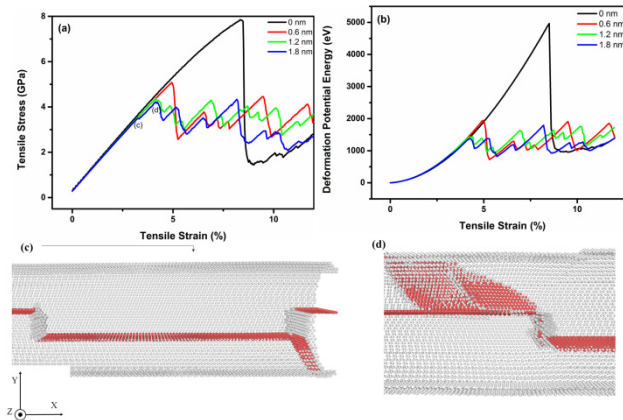 (a)
0 nm
0.6 nm
1.2 nm
1.8 nm
8
6
4
2
0
(c)
(d)
0
5
10
Tensile Stress (GPa)
Tensile Strain (%)
(b)
0 nm
0.6 nm
1.2 nm
1.8 nm
5000
4000
3000
2000
1000
0
0
5
10
Deformation Potential Energy (eV)
Tensile Strain (%)
(c)
(d)
Y
Z
X